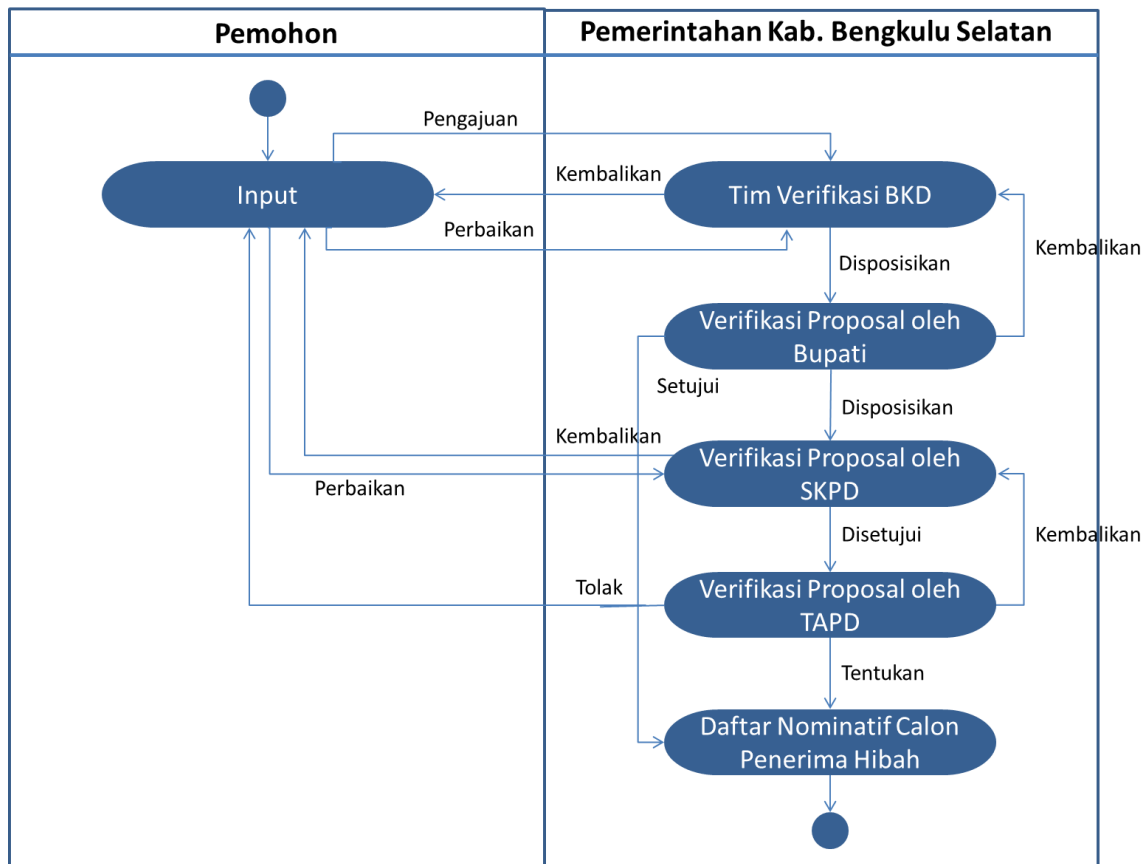 Pemohon
Pemerintahan Kab. Bengkulu Selatan
Pengajuan
Input
Kembalikan
Tim Verifikasi BKD
Perbaikan
Kembalikan
Disposisikan
Verifikasi Proposal oleh
Bupati
Setujui
Disposisikan
Kembalikan
Verifikasi Proposal oleh
SKPD
Perbaikan
Disetujui
Kembalikan
Tolak
Verifikasi Proposal oleh
TAPD
Tentukan
Daftar Nominatif Calon
Penerima Hibah